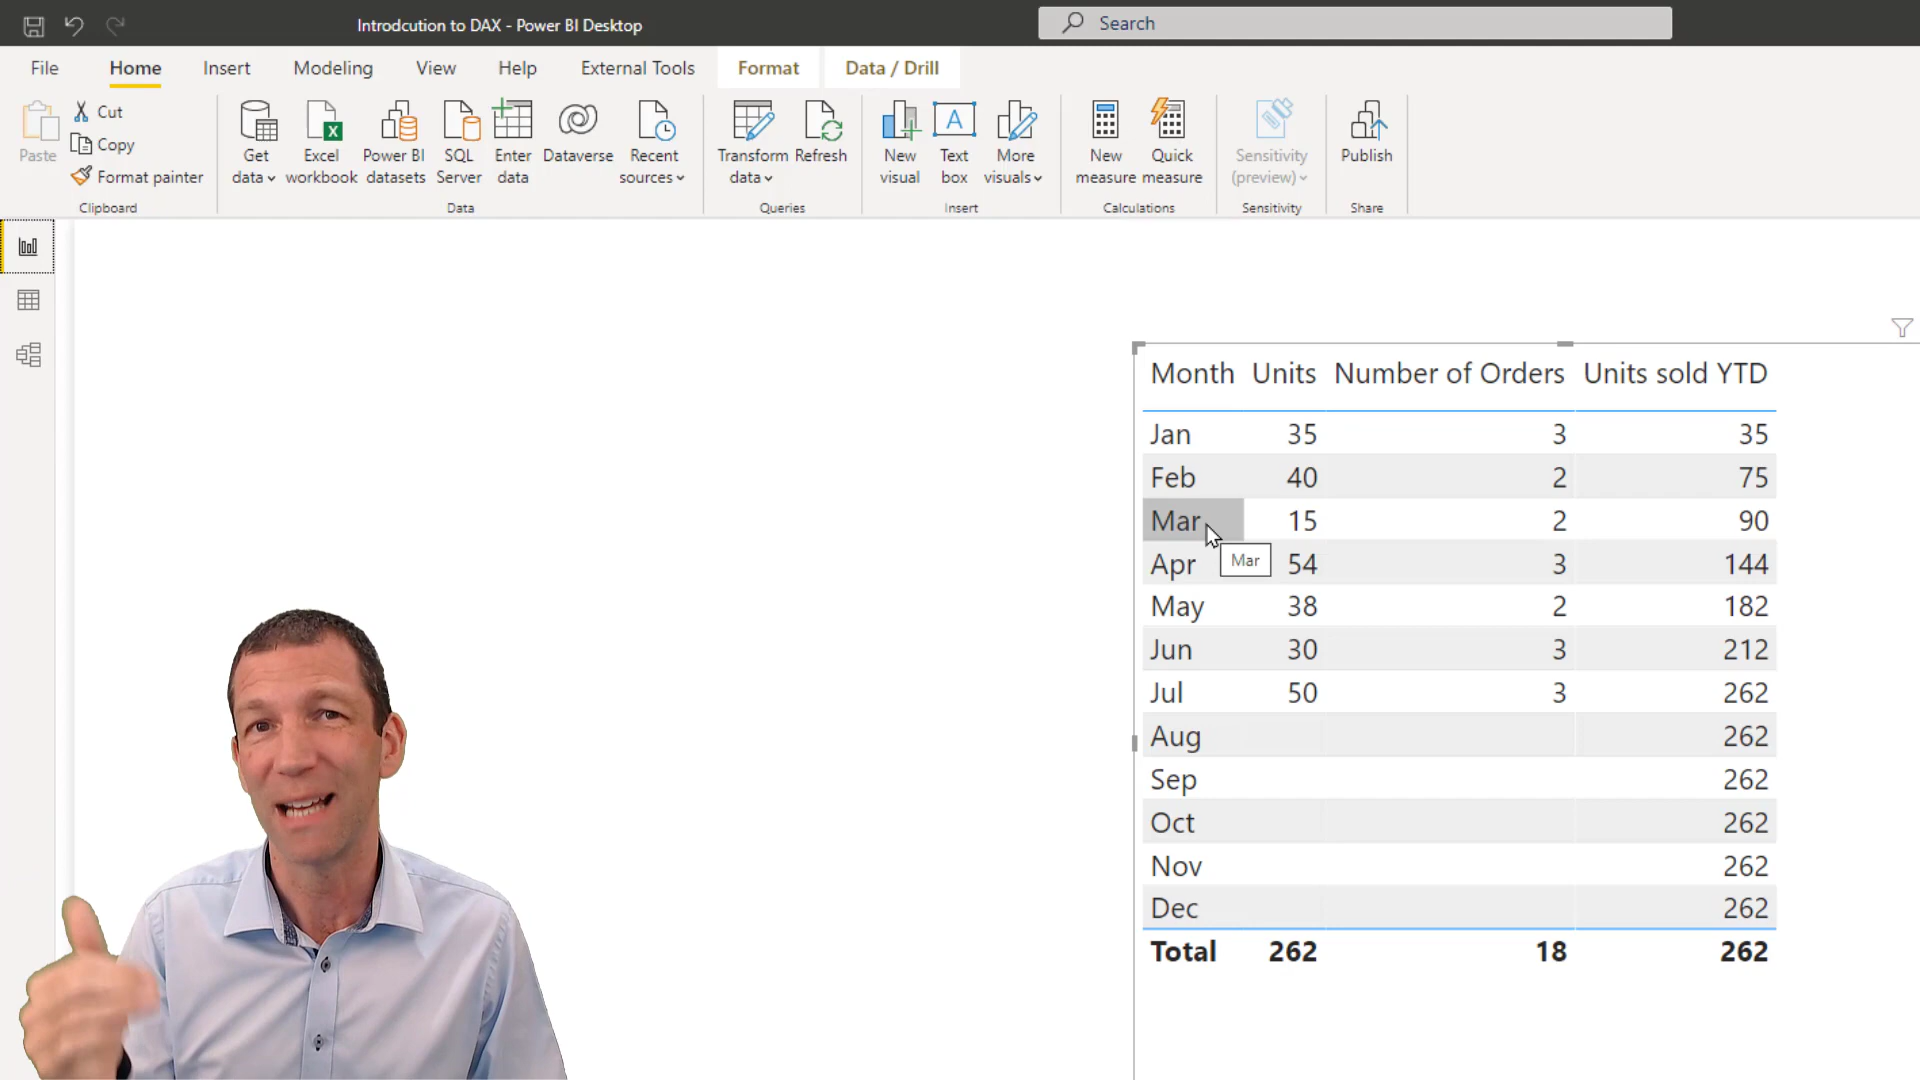 Introdcution to DAX - Power BI Desktop
Search
File Home Insert Modeling View Help External Tools Format Data / Drill
Paste
Cut
Copy
Format painter
Clipboard
Get data
Excel workbook
Power BI datasets
SQL Server
Enter data
Dataverse
Recent sources
Data
Transform data
Refresh
Queries
New visual
Text box
More visuals
Insert
New measure
Quick measure
Calculations
Sensitivity (preview)
Sensitivity
Publish
Share
Month Units Number of Orders Units sold YTD
Jan 35 3 35
Feb 40 2 75
Mar 15 2 90
Mar
Apr 54 3 144
May 38 2 182
Jun 30 3 212
Jul 50 3 262
Aug 262
Sep 262
Oct 262
Nov 262
Dec 262
Total 262 18 262